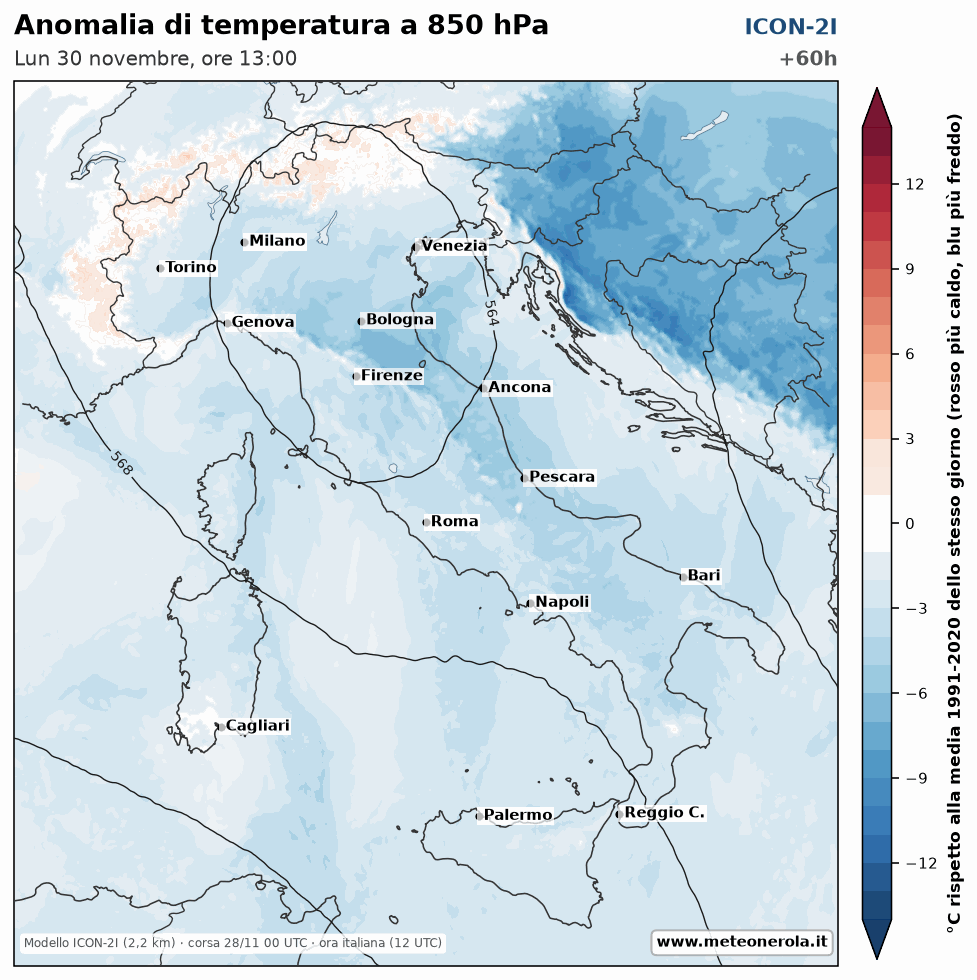 Anomalia di temperatura a 850 hPa
ICON-2I
Lun 30 novembre, ore 13:00
+60h
Milano
Venezia
Torino
564
Genova
Bologna
Firenze
Ancona
568
Pescara
Roma
Bari
Napoli
Cagliari
Palermo
Reggio C.
Modello ICON-2I (2,2 km) · corsa 28/11 00 UTC · ora italiana (12 UTC)
www.meteonerola.it
12
9
6
3
0
−3
−6
−9
−12
°C rispetto alla media 1991-2020 dello stesso giorno (rosso più caldo, blu più freddo)